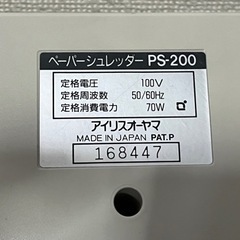 ペーパーシュレッター PS-200
定格電圧 100V
定格周波数 50/60Hz
定格消費電力 70W
アイリスオーヤマ
MADE IN JAPAN PAT.P
168447